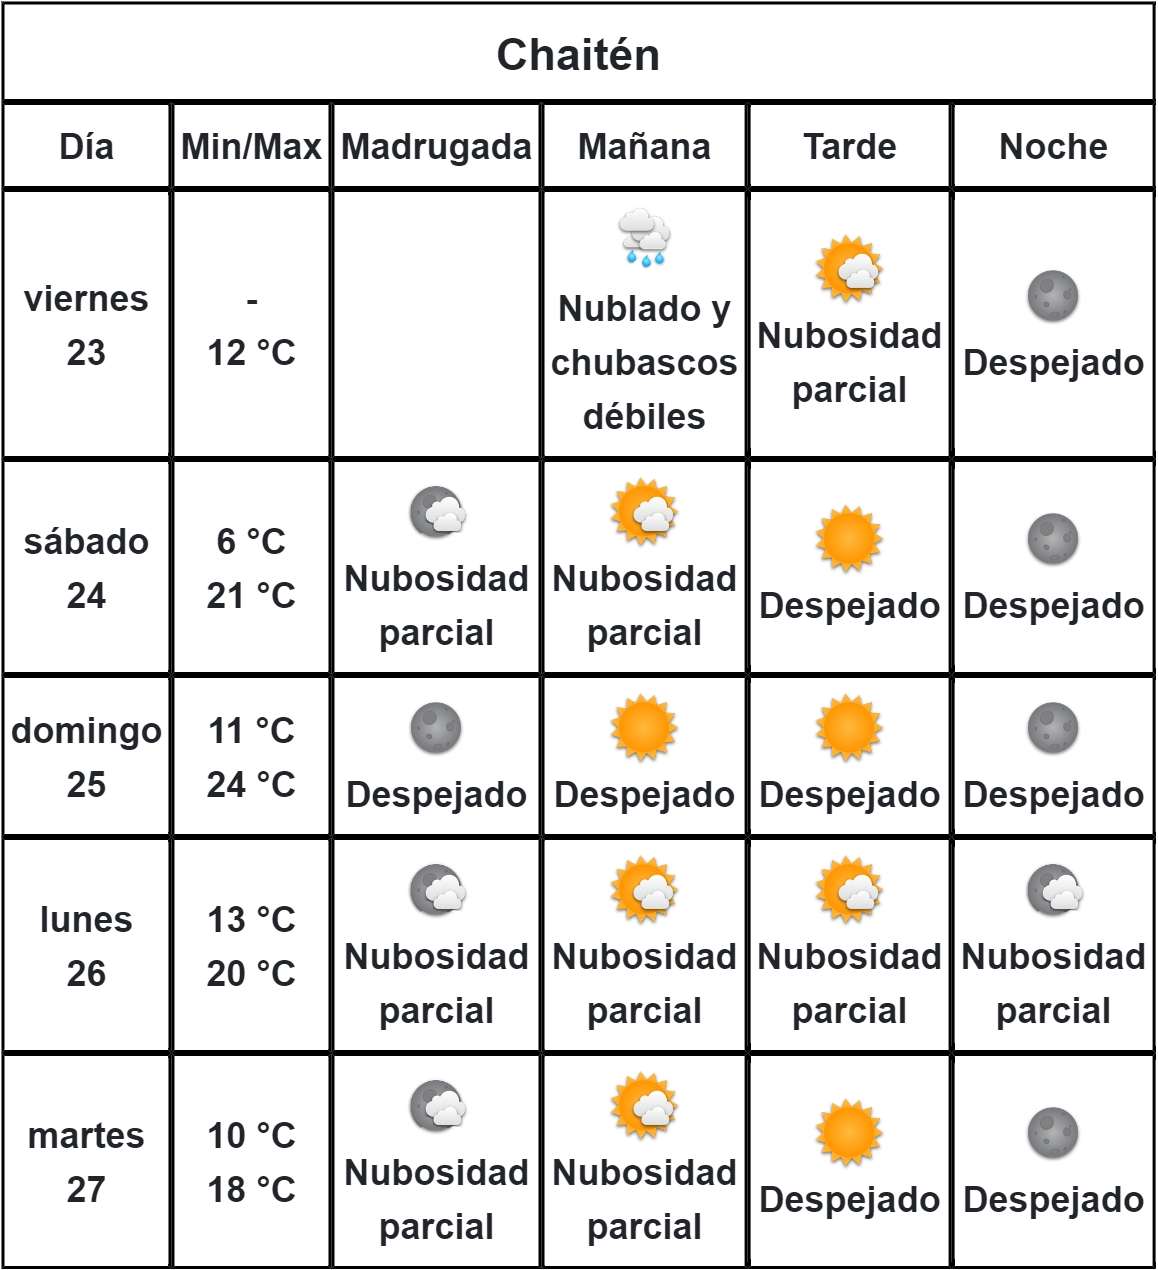 Chaitén
Día Min/Max Madrugada Mañana Tarde Noche
viernes
23
-
12 °C
Nublado y
chubascos
débiles
Nubosidad
parcial
Despejado
sábado
24
6 °C
21 °C
Nubosidad
parcial
Nubosidad
parcial
Despejado
Despejado
domingo
25
11 °C
24 °C
Despejado
Despejado
Despejado
Despejado
lunes
26
13 °C
20 °C
Nubosidad
parcial
Nubosidad
parcial
Nubosidad
parcial
Nubosidad
parcial
martes
27
10 °C
18 °C
Nubosidad
parcial
Nubosidad
parcial
Despejado
Despejado